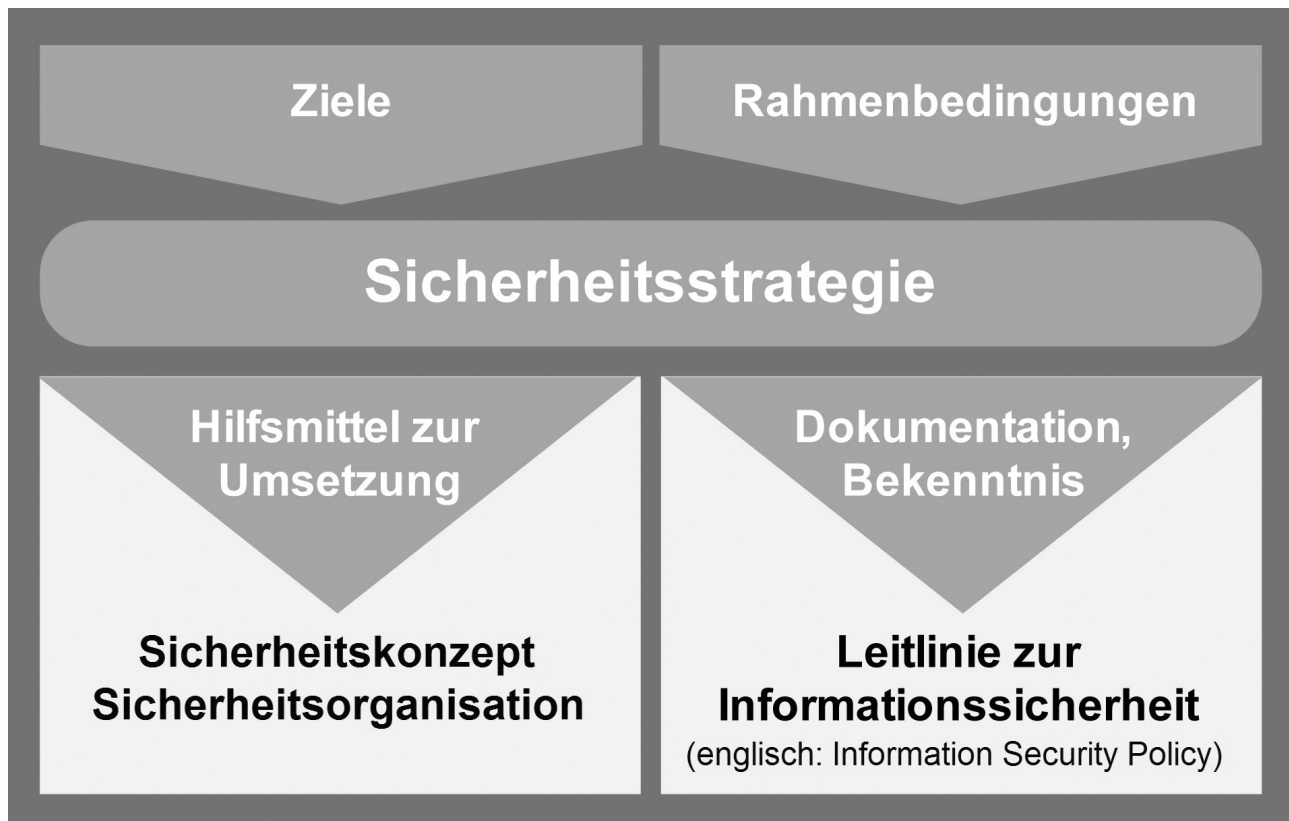 Ziele
Rahmenbedingungen
Sicherheitsstrategie
Hilfsmittel zur
Umsetzung
Sicherheitskonzept
Sicherheitsorganisation
Dokumentation,
Bekenntnis
Leitlinie zur
Informationssicherheit
(englisch: Information Security Policy)